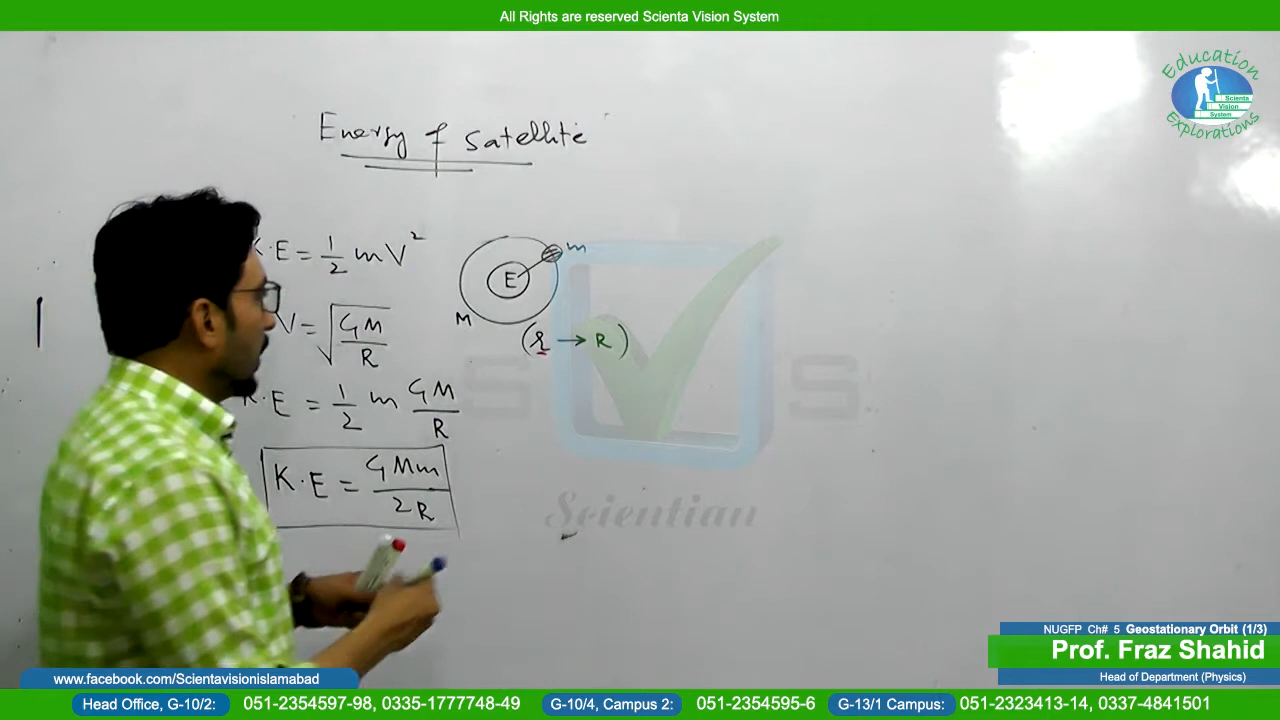 All Rights are reserved Scienta Vision System
Education
Scienta
Vision
System
Explorations
Energy of satellite
K.E = 1/2 mV²
m
E
M
V = √(GM/R)
(r → R)
K.E = 1/2 m GM/R
K.E = GMm/2R
S V S
Scientian
NUGFP Ch# 5 Geostationary Orbit (1/3)
Prof. Fraz Shahid
Head of Department (Physics)
www.facebook.com/Scientavisionislamabad
Head Office, G-10/2: 051-2354597-98, 0335-1777748-49 G-10/4, Campus 2: 051-2354595-6 G-13/1 Campus: 051-2323413-14, 0337-4841501